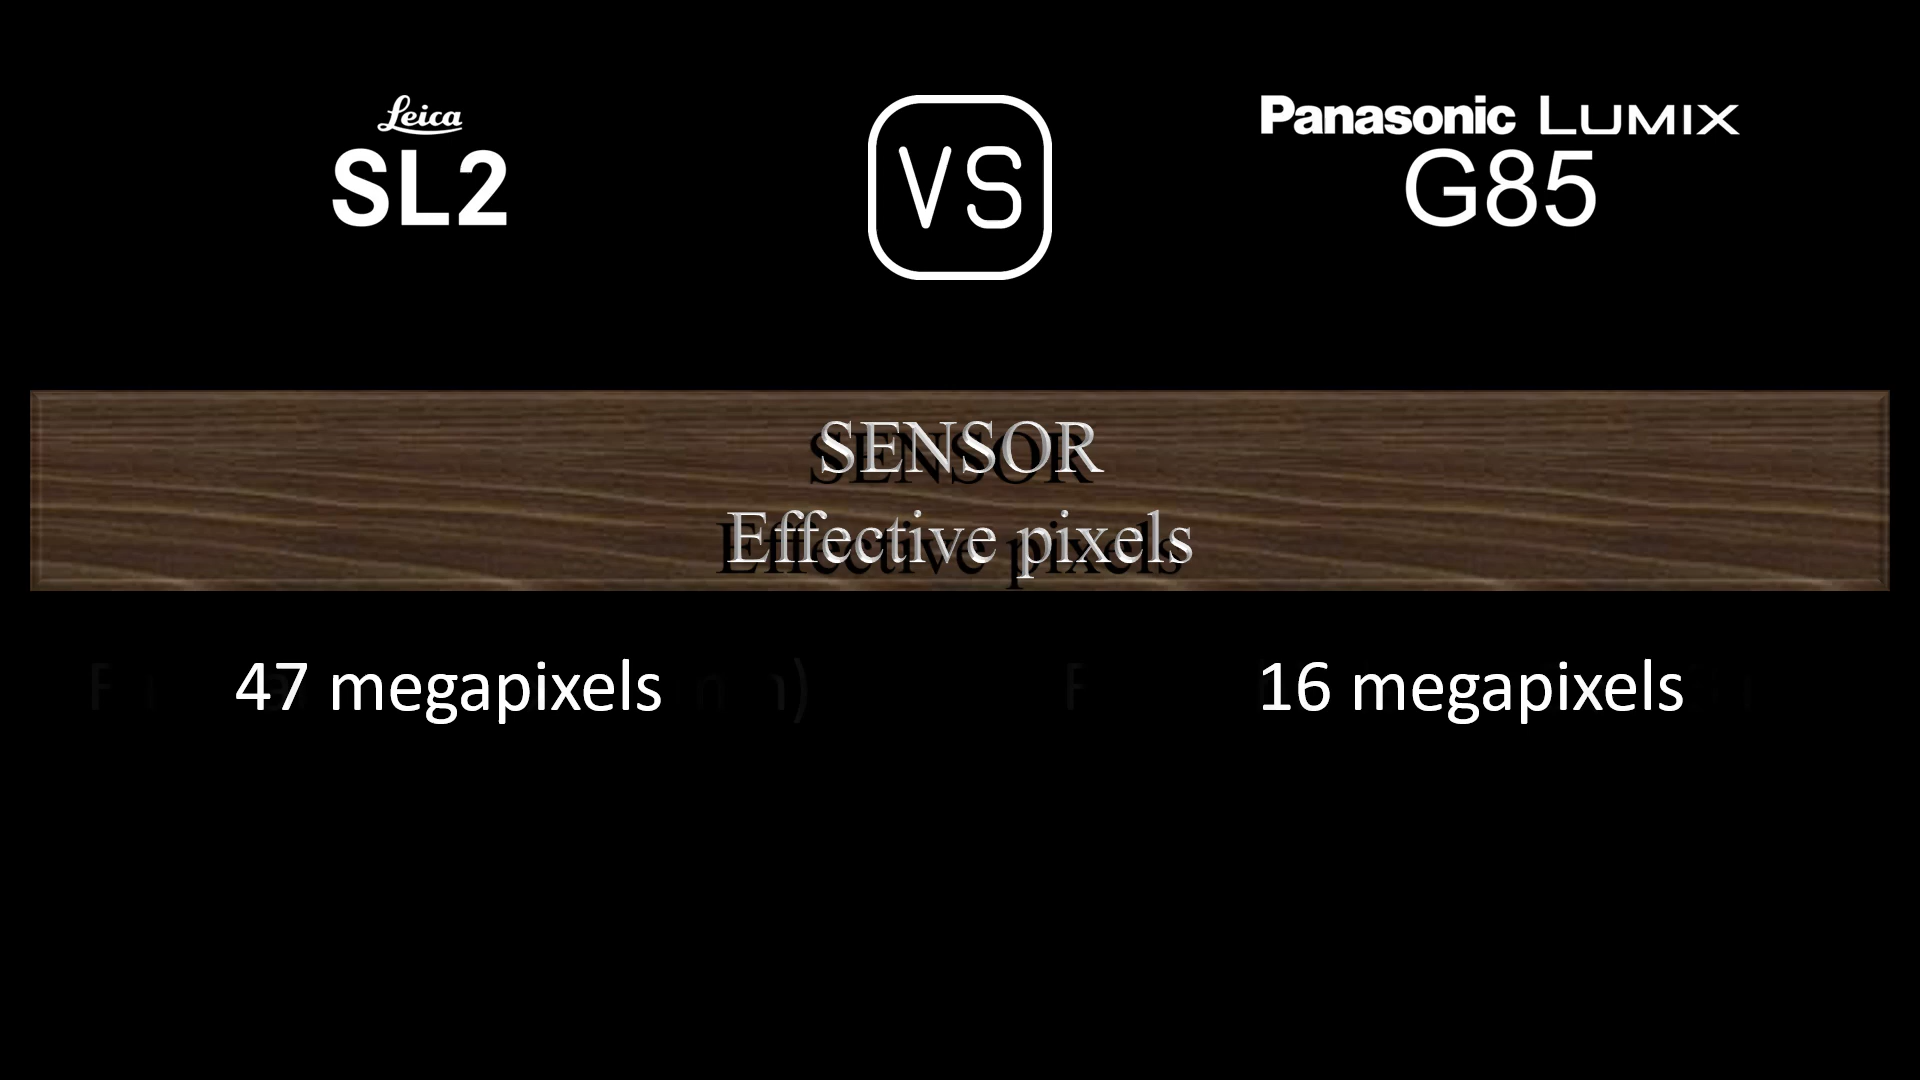 Leica
SL2
VS
Panasonic LUMIX
G85
SENSOR
Effective pixels
47 megapixels
16 megapixels